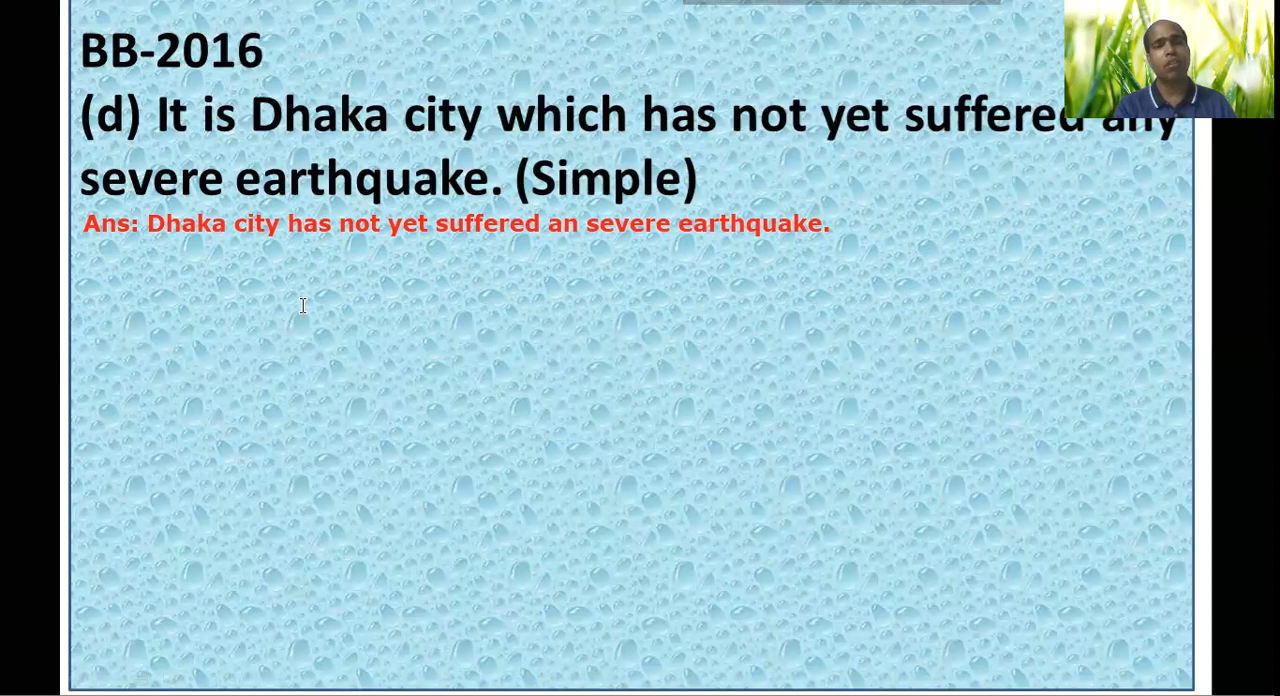 BB-2016
(d) It is Dhaka city which has not yet suffered any
severe earthquake. (Simple)
Ans: Dhaka city has not yet suffered an severe earthquake.